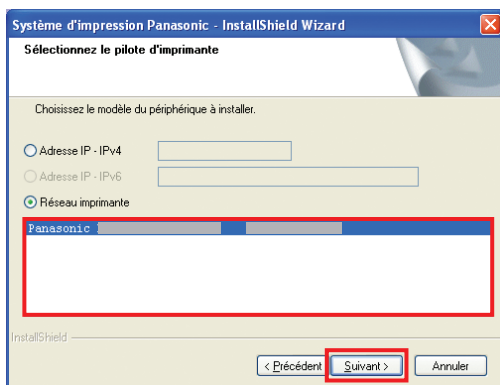 Système d'impression Panasonic - InstallShield Wizard
Sélectionnez le pilote d'imprimante
Choisissez le modèle du périphérique à installer.
Adresse IP - IPv4
Adresse IP - IPv6
Réseau imprimante
Panasonic
InstallShield
< Précédent Suivant > Annuler